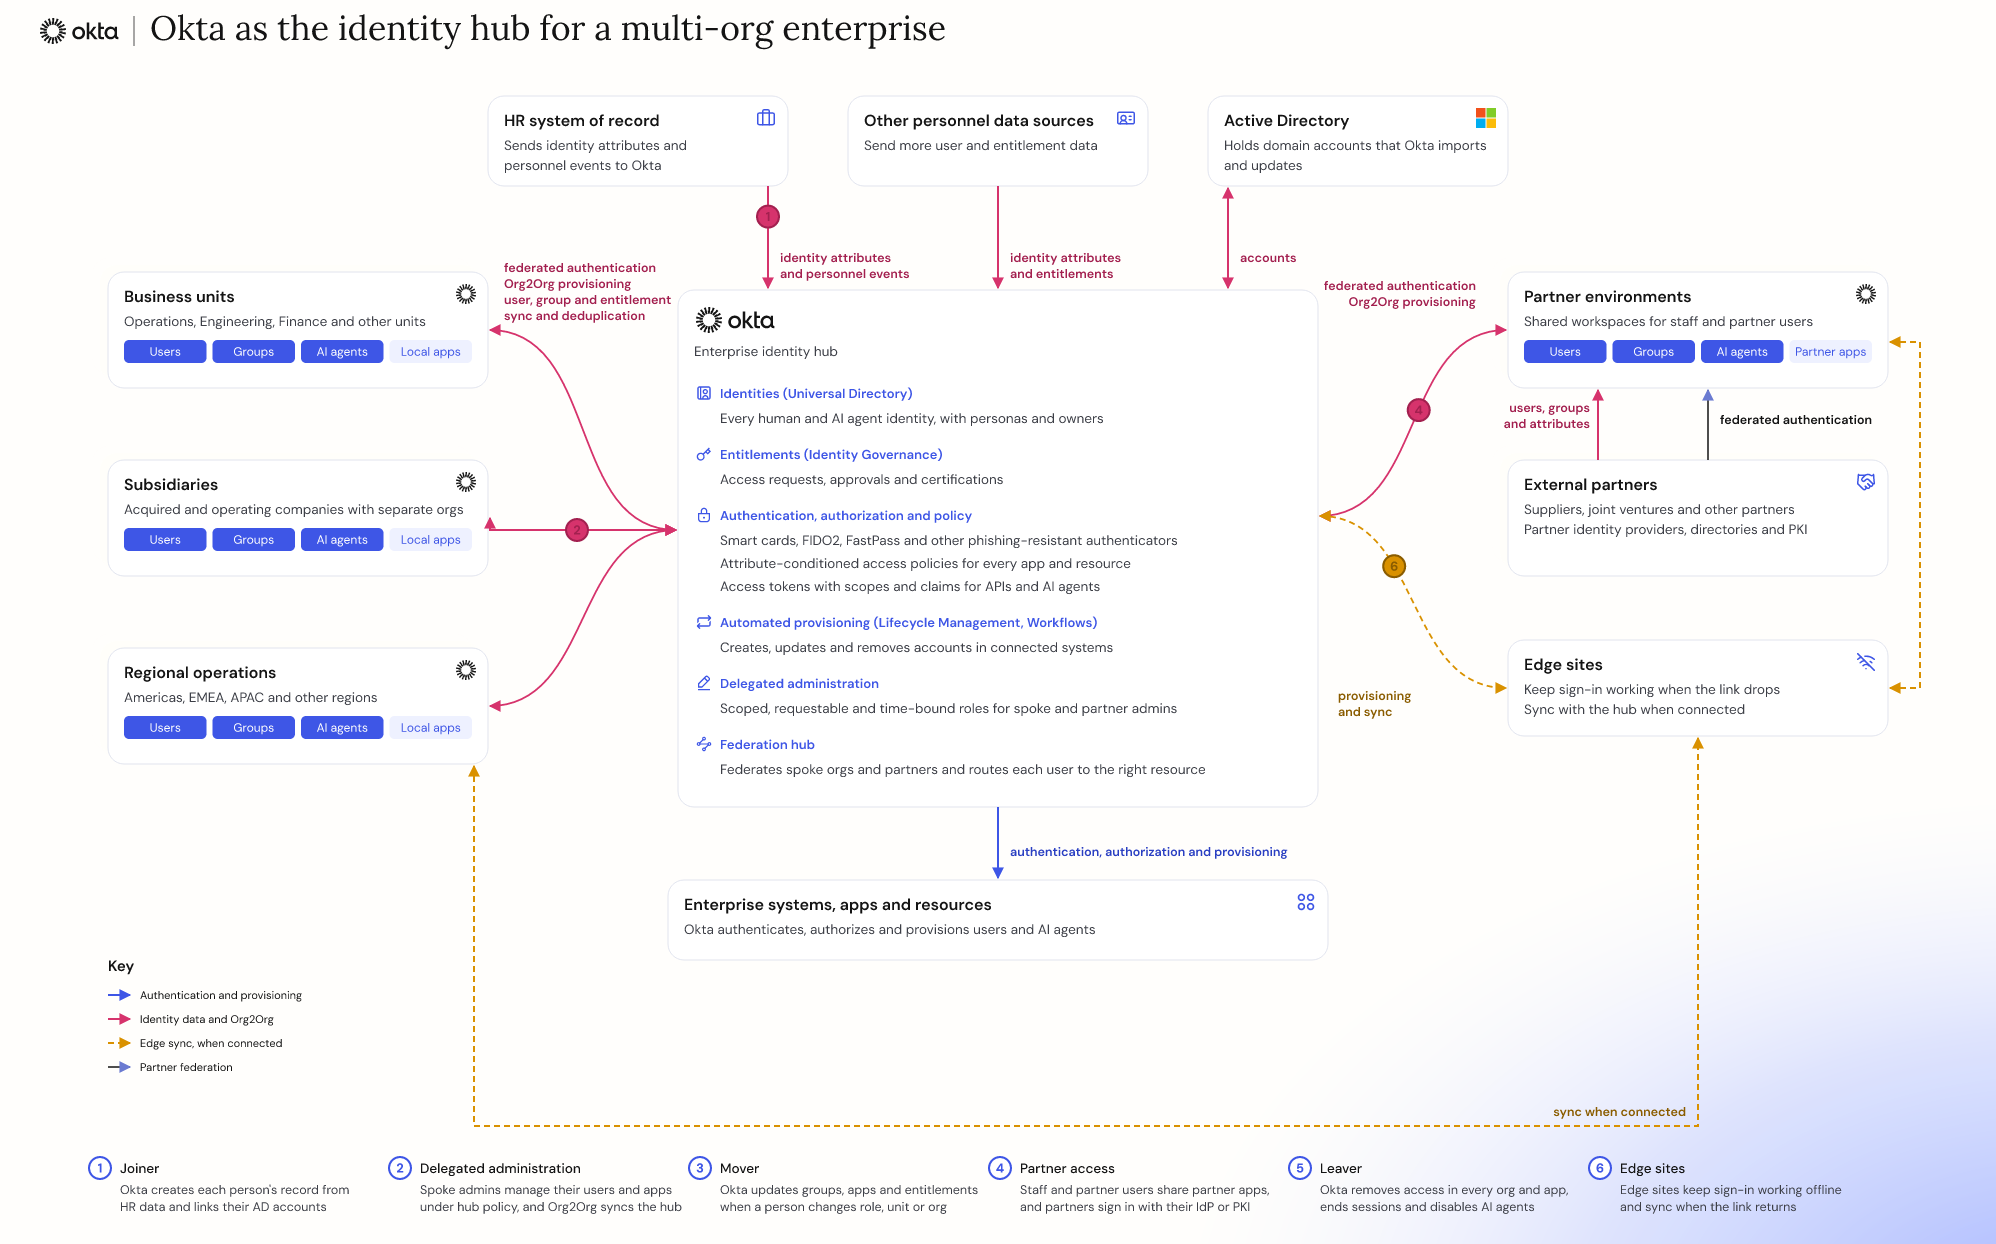 okta
Okta as the identity hub for a multi-org enterprise
HR system of record
Sends identity attributes and
personnel events to Okta
Other personnel data sources
Send more user and entitlement data
Active Directory
Holds domain accounts that Okta imports
and updates
1
identity attributes
and personnel events
identity attributes
and entitlements
accounts
federated authentication
Org2Org provisioning
user, group and entitlement
sync and deduplication
federated authentication
Org2Org provisioning
Business units
Operations, Engineering, Finance and other units
Users
Groups
AI agents
Local apps
Subsidiaries
Acquired and operating companies with separate orgs
Users
Groups
AI agents
Local apps
2
Regional operations
Americas, EMEA, APAC and other regions
Users
Groups
AI agents
Local apps
okta
Enterprise identity hub
Identities (Universal Directory)
Every human and AI agent identity, with personas and owners
Entitlements (Identity Governance)
Access requests, approvals and certifications
Authentication, authorization and policy
Smart cards, FIDO2, FastPass and other phishing-resistant authenticators
Attribute-conditioned access policies for every app and resource
Access tokens with scopes and claims for APIs and AI agents
Automated provisioning (Lifecycle Management, Workflows)
Creates, updates and removes accounts in connected systems
Delegated administration
Scoped, requestable and time-bound roles for spoke and partner admins
Federation hub
Federates spoke orgs and partners and routes each user to the right resource
4
6
provisioning
and sync
Partner environments
Shared workspaces for staff and partner users
Users
Groups
AI agents
Partner apps
users, groups
and attributes
federated authentication
External partners
Suppliers, joint ventures and other partners
Partner identity providers, directories and PKI
Edge sites
Keep sign-in working when the link drops
Sync with the hub when connected
authentication, authorization and provisioning
Enterprise systems, apps and resources
Okta authenticates, authorizes and provisions users and AI agents
Key
Authentication and provisioning
Identity data and Org2Org
Edge sync, when connected
Partner federation
sync when connected
1 Joiner
Okta creates each person's record from
HR data and links their AD accounts
2 Delegated administration
Spoke admins manage their users and apps
under hub policy, and Org2Org syncs the hub
3 Mover
Okta updates groups, apps and entitlements
when a person changes role, unit or org
4 Partner access
Staff and partner users share partner apps,
and partners sign in with their IdP or PKI
5 Leaver
Okta removes access in every org and app,
ends sessions and disables AI agents
6 Edge sites
Edge sites keep sign-in working offline
and sync when the link returns